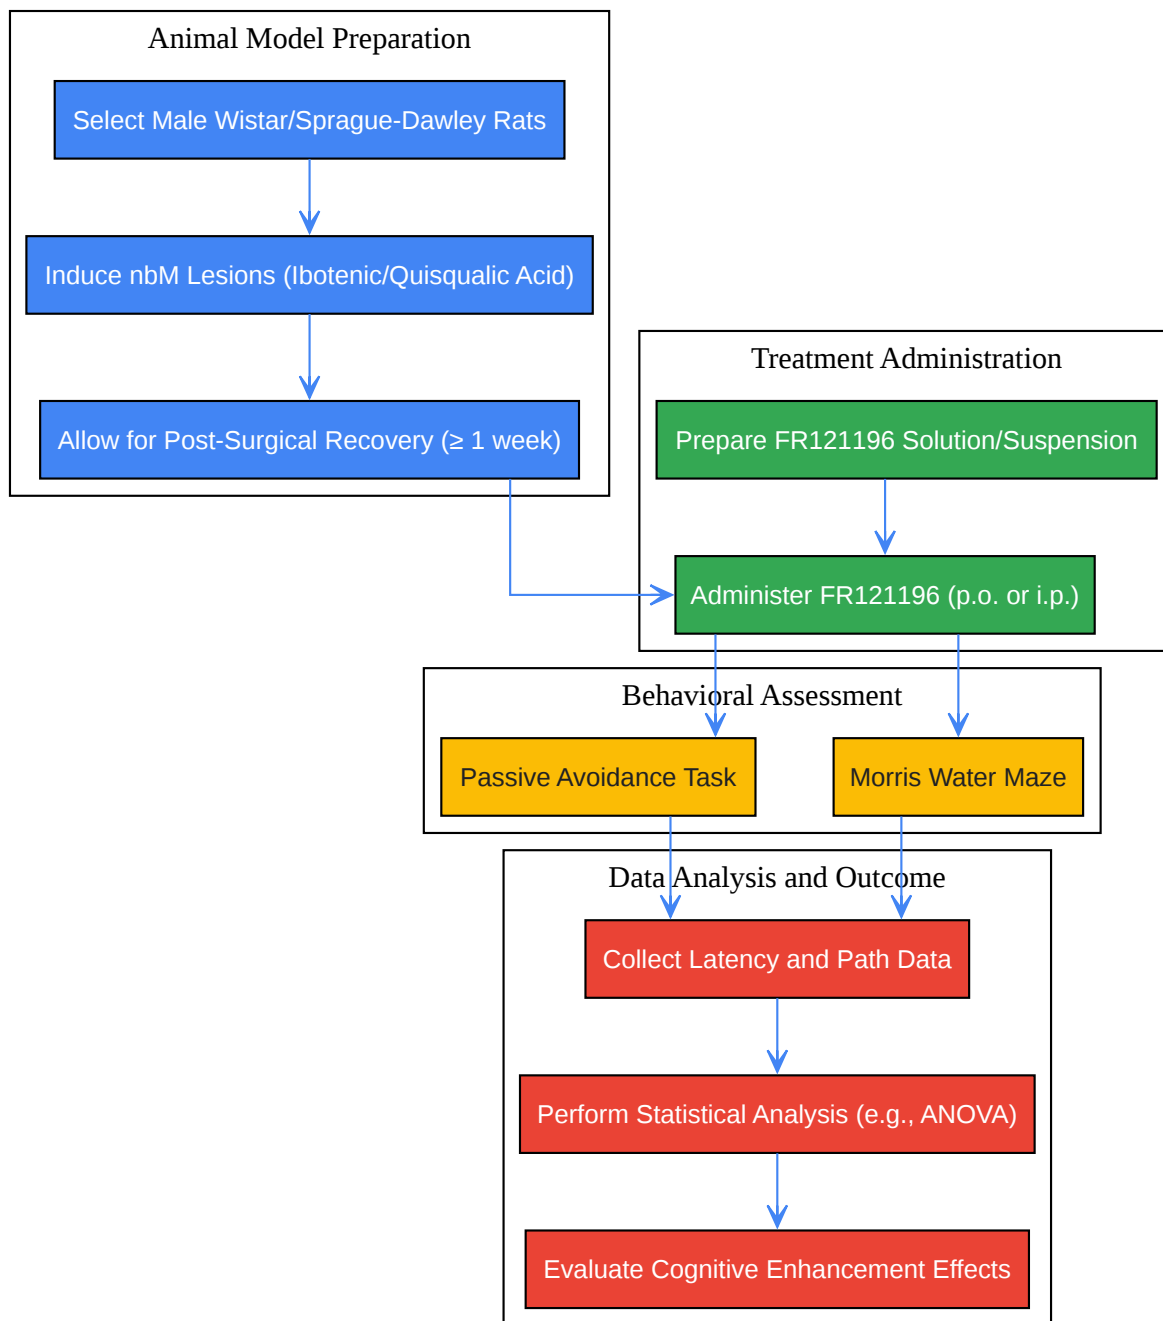 Animal Model Preparation
Select Male Wistar/Sprague-Dawley Rats
Induce nbM Lesions (Ibotenic/Quisqualic Acid)
Allow for Post-Surgical Recovery (≥ 1 week)
Treatment Administration
Prepare FR121196 Solution/Suspension
Administer FR121196 (p.o. or i.p.)
Behavioral Assessment
Passive Avoidance Task
Morris Water Maze
Data Analysis and Outcome
Collect Latency and Path Data
Perform Statistical Analysis (e.g., ANOVA)
Evaluate Cognitive Enhancement Effects